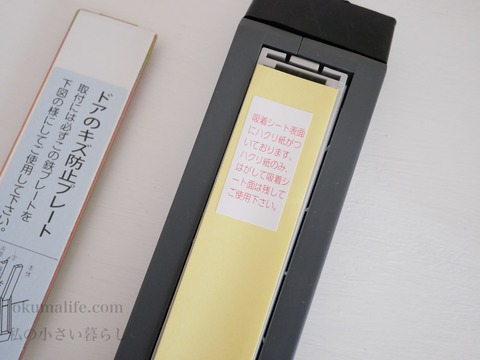 ドアのキズ防止プレート
取付には必ずこの鉄プレートを
下図の様にしてご使用して下さい。
吸着シート表面
にハクリ紙がつ
いております。
ハクリ紙のみ、
はがして吸着シ
ート面は残して
ご使用下さい。
本体
okumalife.com
私の小さい暮らし